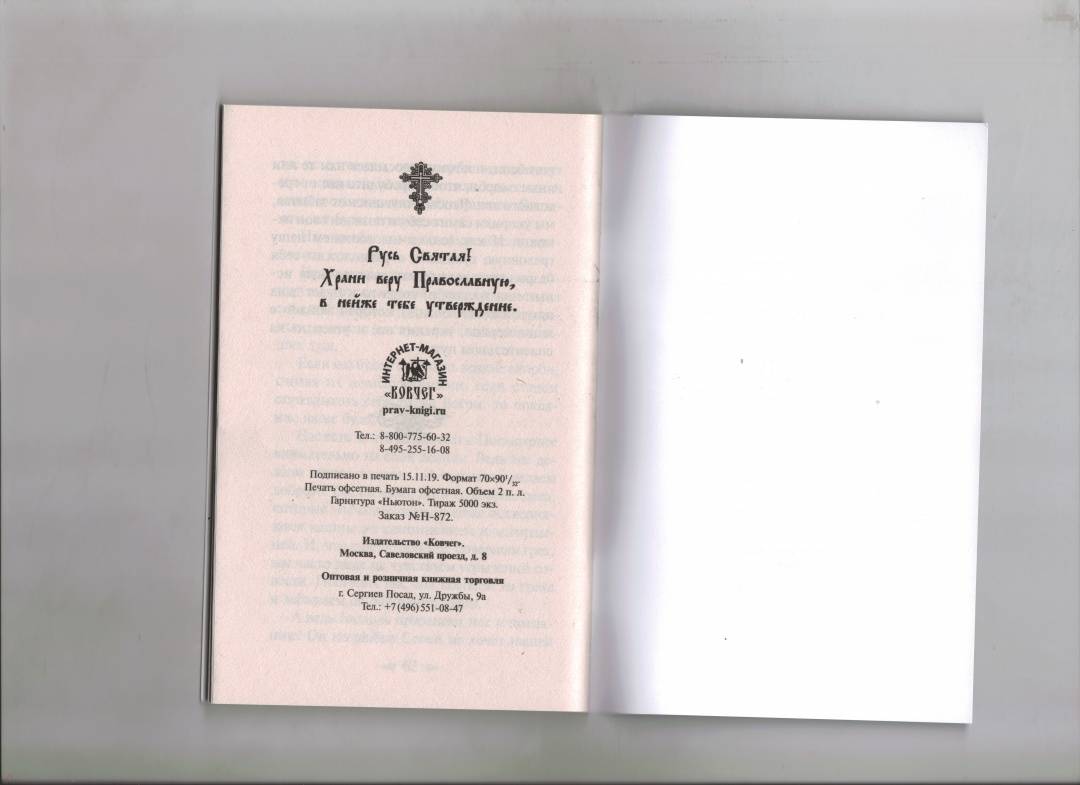 Русь Святая!
Храни веру Православную,
в нейже тебе утверждение.
ИНТЕРНЕТ-МАГАЗИН
«КОВЧЕГ»
prav-knigi.ru
Тел.: 8-800-775-60-32
8-495-255-16-08
Подписано в печать 15.11.19. Формат 70×90¹/₃₂.
Печать офсетная. Бумага офсетная. Объем 2 п. л.
Гарнитура «Ньютон». Тираж 5000 экз.
Заказ №Н-872.
Издательство «Ковчег».
Москва, Савеловский проезд, д. 8
Оптовая и розничная книжная торговля
г. Сергиев Посад, ул. Дружбы, 9а
Тел.: +7 (496) 551-08-47